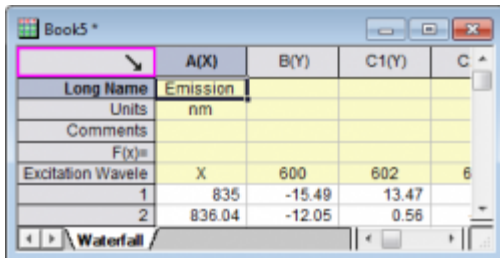 Book5 *
A(X) B(Y) C1(Y) C
Long Name Emission
Units nm
Comments
F(x)=
Excitation Wavele X 600 602 6
1 835 -15.49 13.47
2 836.04 -12.05 0.56
Waterfall